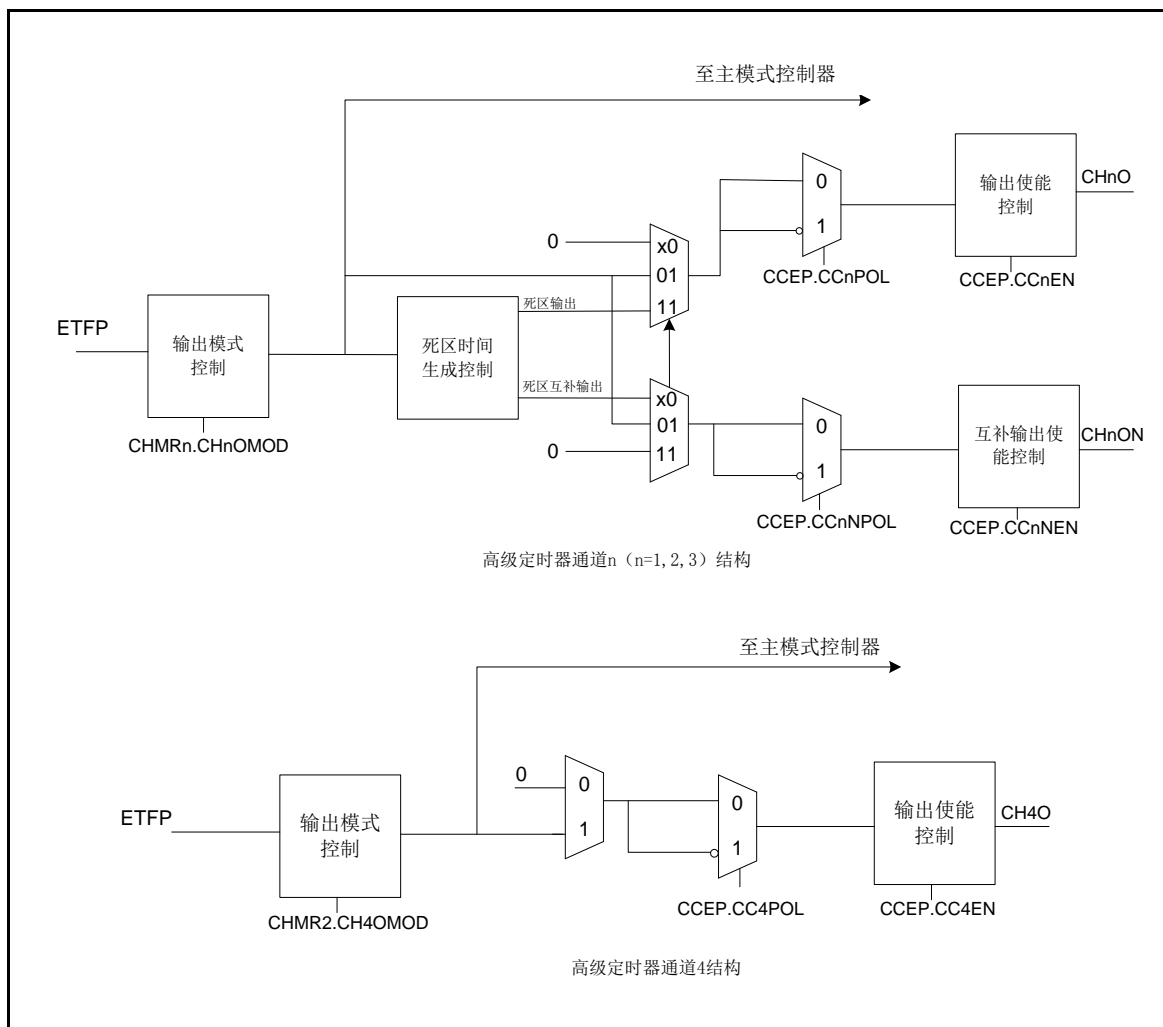 至主模式控制器
0
1
输出使能
控制
CHnO
CCEP.CCnPOL
CCEP.CCnEN
0
x0
01
11
ETFP
输出模式
控制
CHMRn.CHnOMOD
死区时间
生成控制
死区输出
死区互补输出
x0
01
11
0
0
1
互补输出使
能控制
CHnON
CCEP.CCnNPOL
CCEP.CCnNEN
高级定时器通道n（n=1,2,3）结构
至主模式控制器
ETFP
输出模式
控制
CHMR2.CH4OMOD
0
0
1
0
1
CCEP.CC4POL
输出使能
控制
CH4O
CCEP.CC4EN
高级定时器通道4结构